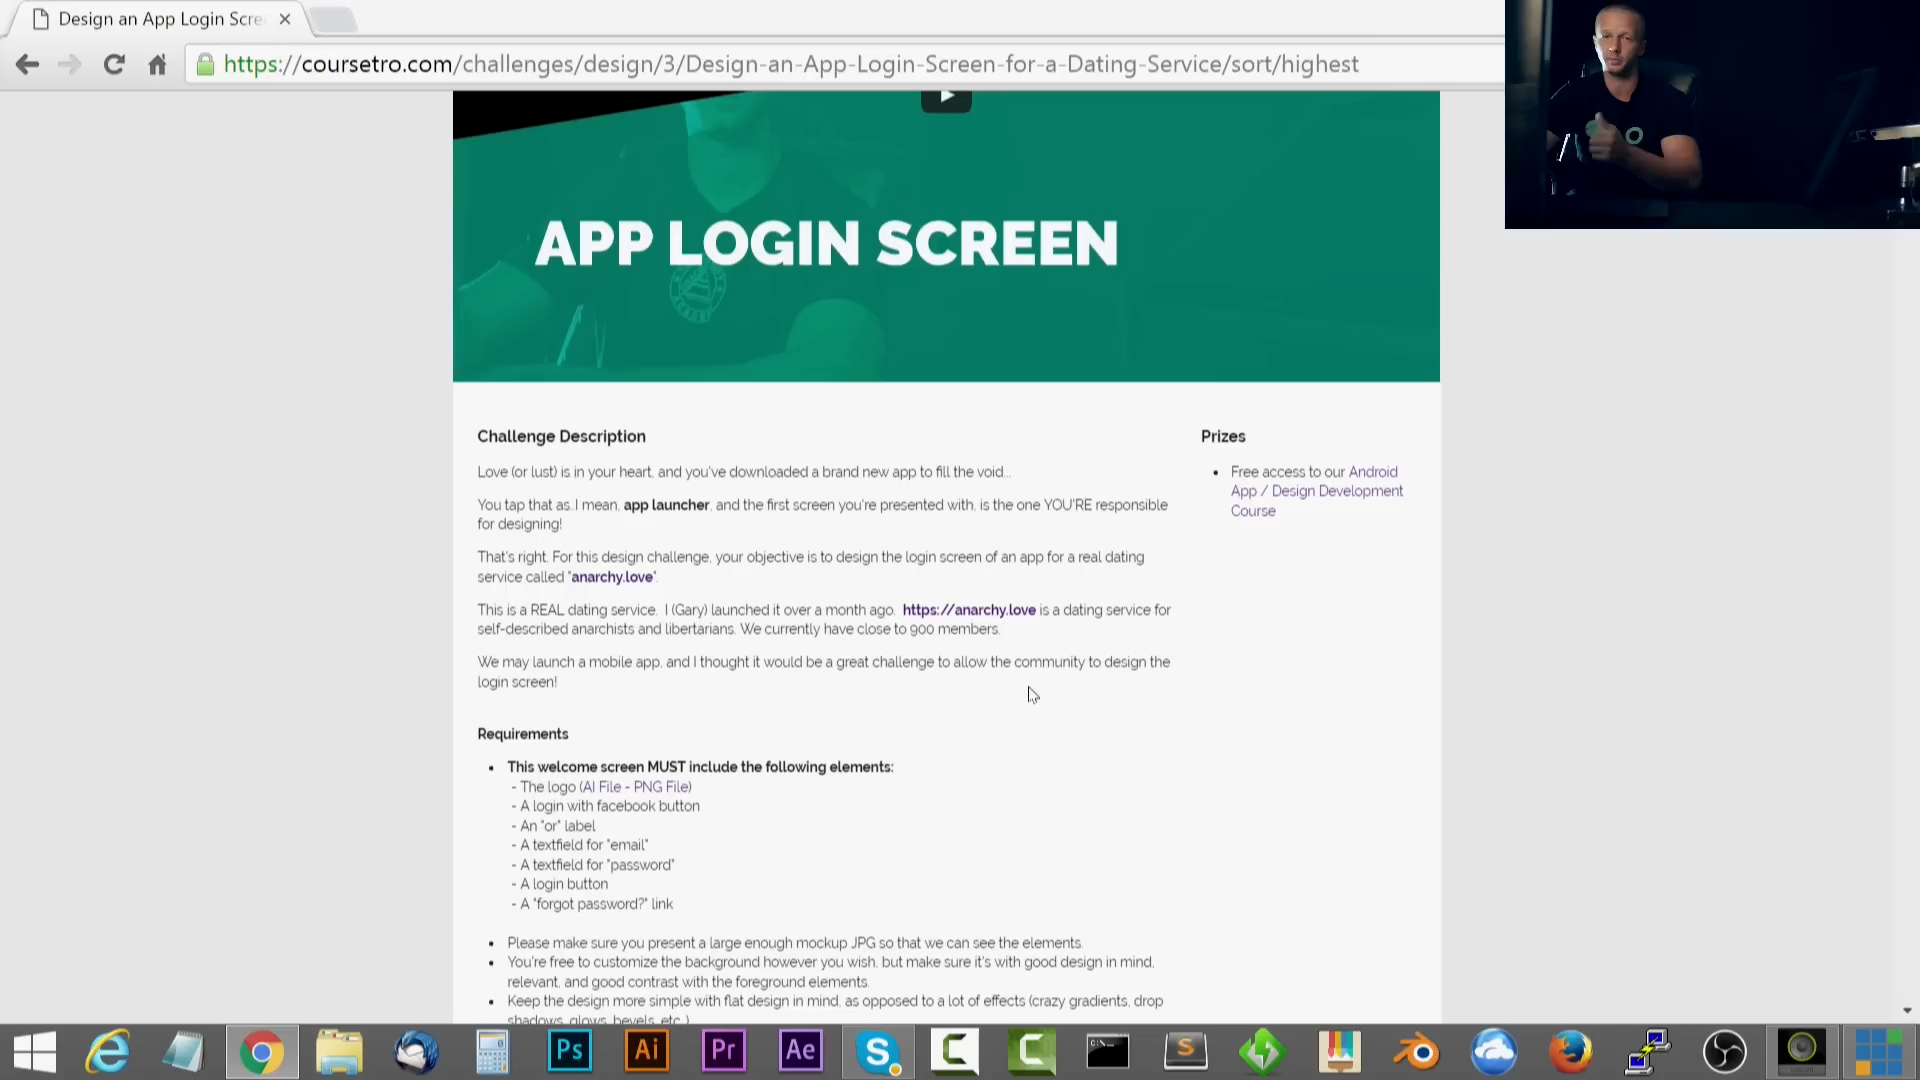 Design an App Login Scre
https://coursetro.com/challenges/design/3/Design-an-App-Login-Screen-for-a-Dating-Service/sort/highest
APP LOGIN SCREEN
Challenge Description
Love (or lust) is in your heart, and you've downloaded a brand new app to fill the void...
You tap that as..I mean, app launcher, and the first screen you're presented with, is the one YOU'RE responsible
for designing!
That's right. For this design challenge, your objective is to design the login screen of an app for a real dating
service called "anarchy.love".
This is a REAL dating service.  I (Gary) launched it over a month ago.  https://anarchy.love is a dating service for
self-described anarchists and libertarians. We currently have close to 900 members.
We may launch a mobile app, and I thought it would be a great challenge to allow the community to design the
login screen!
Prizes
Free access to our Android
App / Design Development
Course
Requirements
This welcome screen MUST include the following elements:
- The logo (AI File - PNG File)
- A login with facebook button
- An "or" label
- A textfield for "email"
- A textfield for "password"
- A login button
- A "forgot password?" link
Please make sure you present a large enough mockup JPG so that we can see the elements.
You're free to customize the background however you wish, but make sure it's with good design in mind,
relevant, and good contrast with the foreground elements.
Keep the design more simple with flat design in mind, as opposed to a lot of effects (crazy gradients, drop
shadows, glows, bevels, etc..)
Ps
Ai
Pr
Ae
S
C
C
S